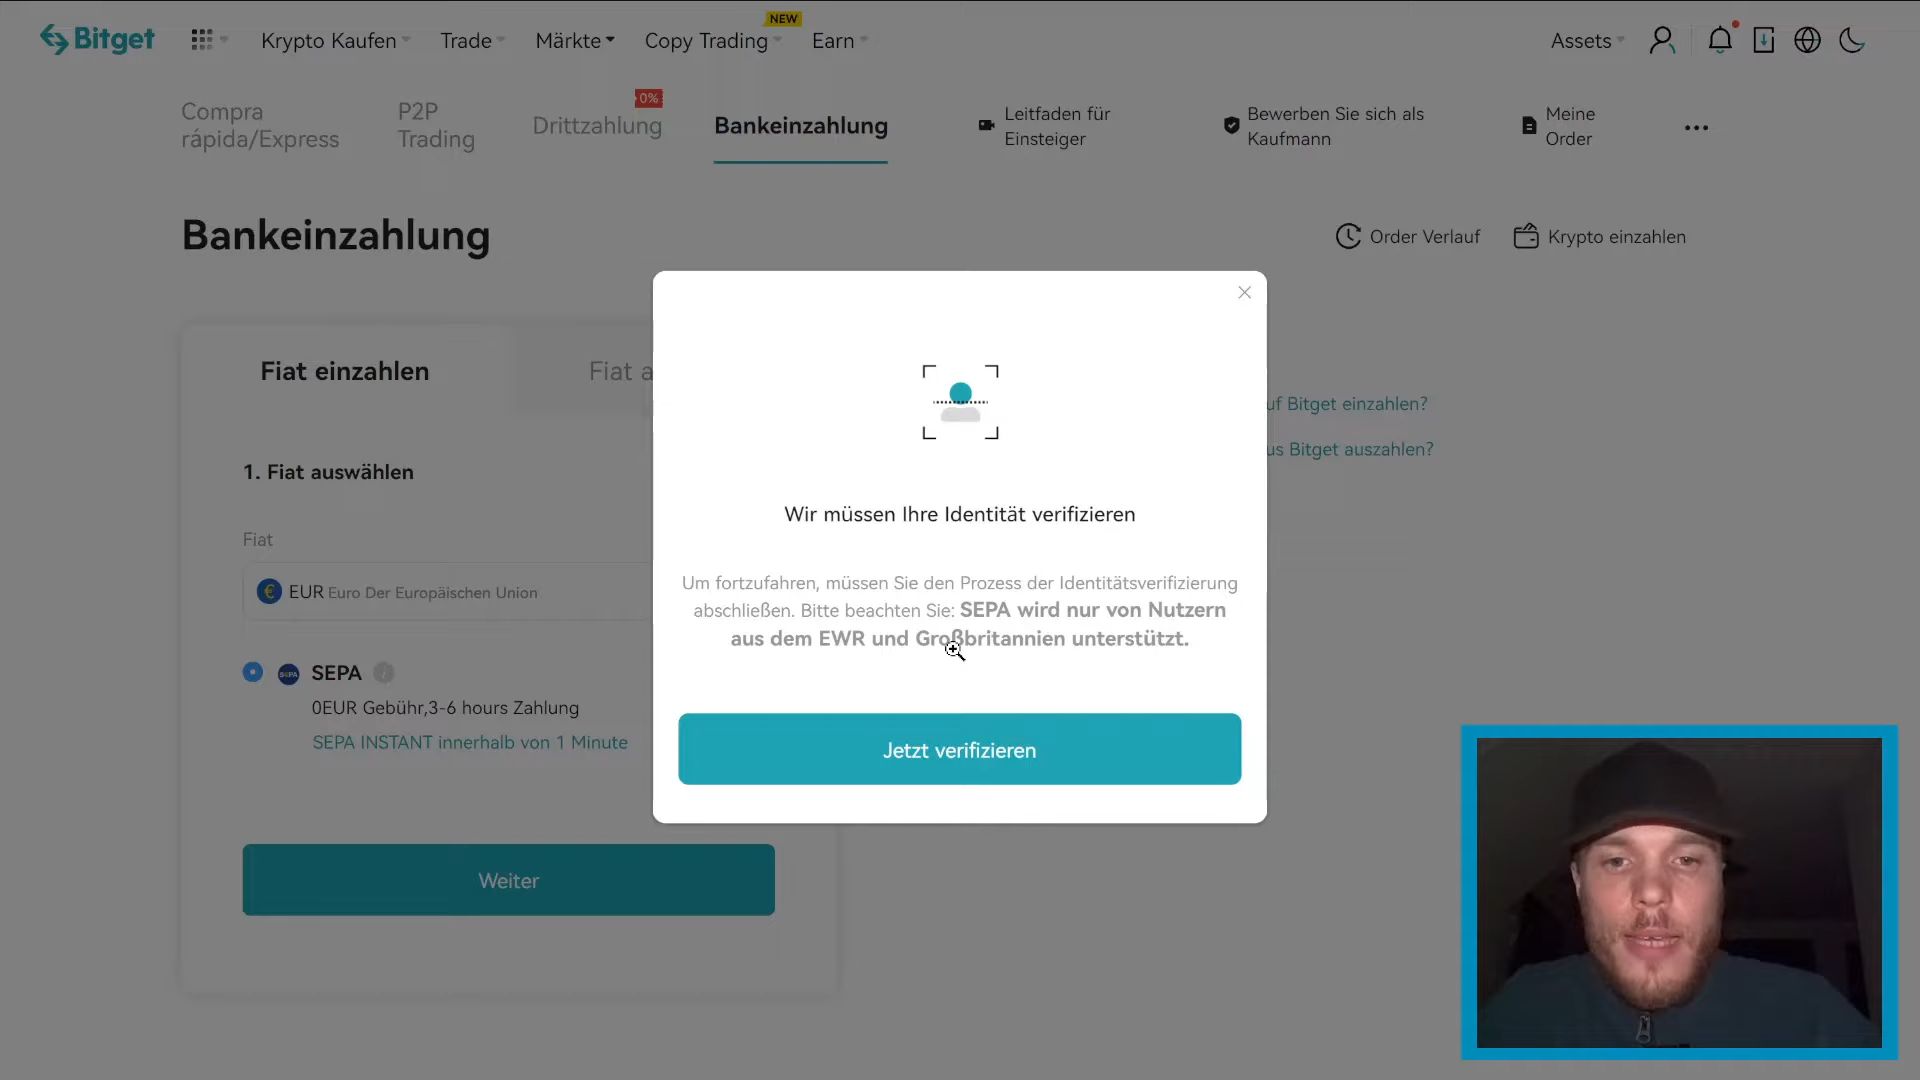 Bitget
Krypto Kaufen
Trade
Märkte
Copy Trading
NEW
Earn
Assets
Compra
rápida/Express
P2P
Trading
Drittzahlung
0%
Bankeinzahlung
Leitfaden für
Einsteiger
Bewerben Sie sich als
Kaufmann
Meine
Order
Bankeinzahlung
Order Verlauf
Krypto einzahlen
Fiat einzahlen
Fiat a
uf Bitget einzahlen?
us Bitget auszahlen?
1. Fiat auswählen
Fiat
EUR Euro Der Europäischen Union
SEPA
SEPA
0EUR Gebühr,3-6 hours Zahlung
SEPA INSTANT innerhalb von 1 Minute
Weiter
Wir müssen Ihre Identität verifizieren
Um fortzufahren, müssen Sie den Prozess der Identitätsverifizierung
abschließen. Bitte beachten Sie: SEPA wird nur von Nutzern
aus dem EWR und Großbritannien unterstützt.
Jetzt verifizieren